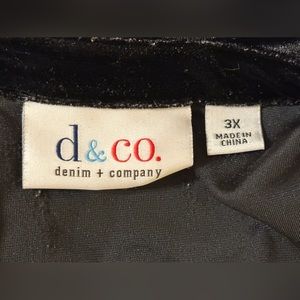 d&co.
denim + company
3X
MADE IN
CHINA